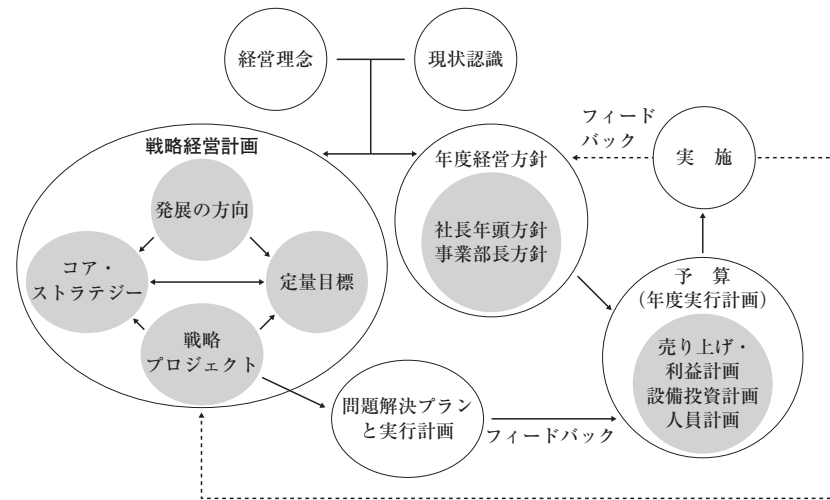 経営理念
現状認識
戦略経営計画
発展の方向
コア・
ストラテジー
定量目標
戦略
プロジェクト
年度経営方針
社長年頭方針
事業部長方針
フィード
バック
実　施
予　算
（年度実行計画）
売り上げ・
利益計画
設備投資計画
人員計画
問題解決プラン
と実行計画
フィードバック